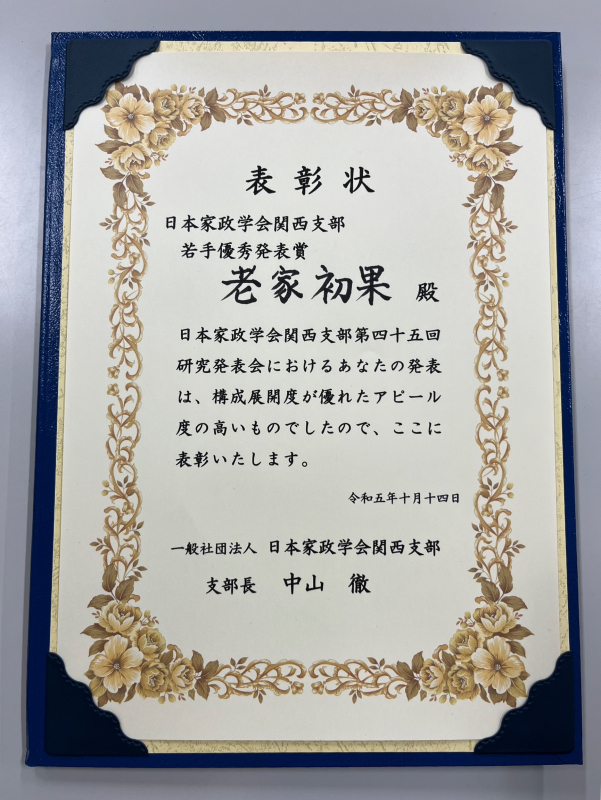 表彰状
日本家政学会関西支部
若手優秀発表賞
老家初果 殿
日本家政学会関西支部第四十五回
研究発表会におけるあなたの発表
は、構成展開度が優れたアピール
度の高いものでしたので、ここに
表彰いたします。
令和五年十月十四日
一般社団法人 日本家政学会関西支部
支部長 中山 徹